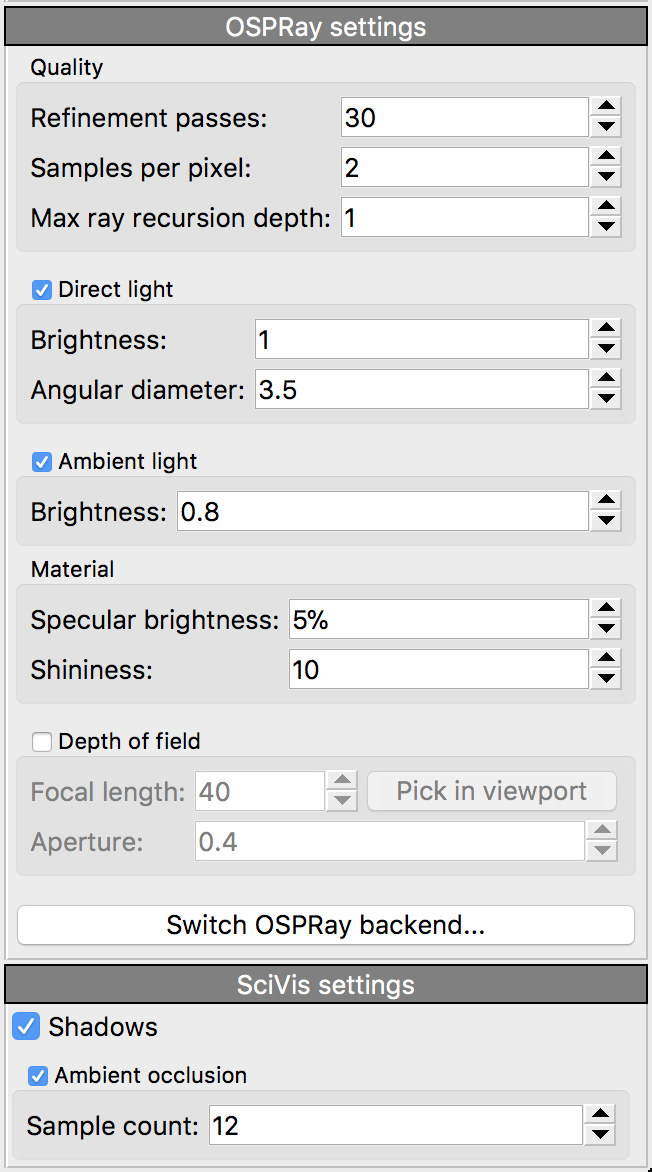 OSPRay settings
Quality
Refinement passes: 30
Samples per pixel: 2
Max ray recursion depth: 1
Direct light
Brightness: 1
Angular diameter: 3.5
Ambient light
Brightness: 0.8
Material
Specular brightness: 5%
Shininess: 10
Depth of field
Focal length: 40 Pick in viewport
Aperture: 0.4
Switch OSPRay backend...
SciVis settings
Shadows
Ambient occlusion
Sample count: 12